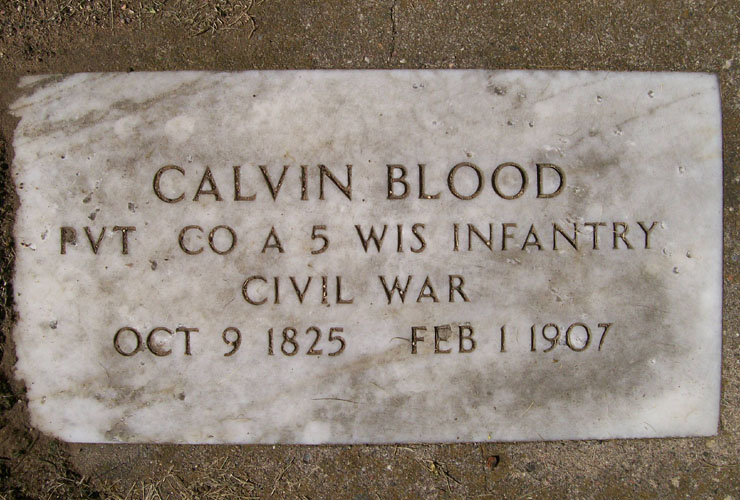 CALVIN BLOOD
PVT CO A 5 WIS INFANTRY
CIVIL WAR
OCT 9 1825 FEB 1 1907